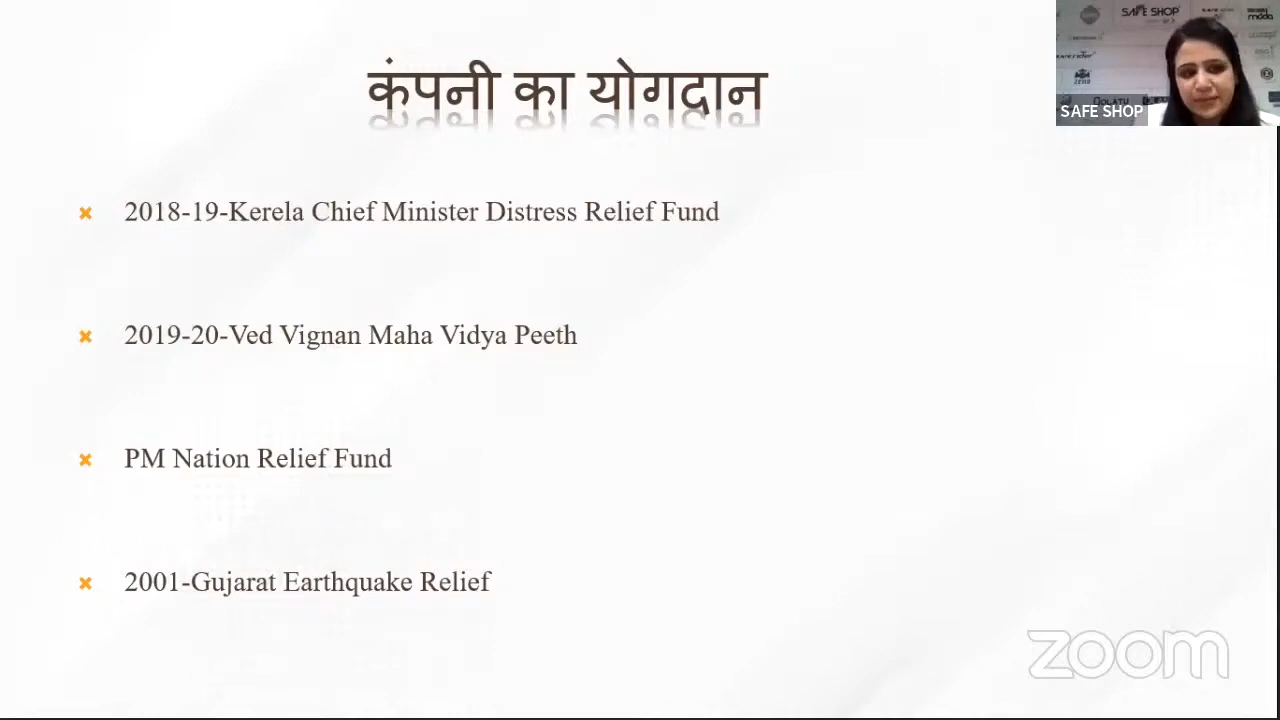 कंपनी का योगदान
SAFE SHOP
SAFE SHOP
2018-19-Kerela Chief Minister Distress Relief Fund
2019-20-Ved Vignan Maha Vidya Peeth
PM Nation Relief Fund
2001-Gujarat Earthquake Relief
zoom